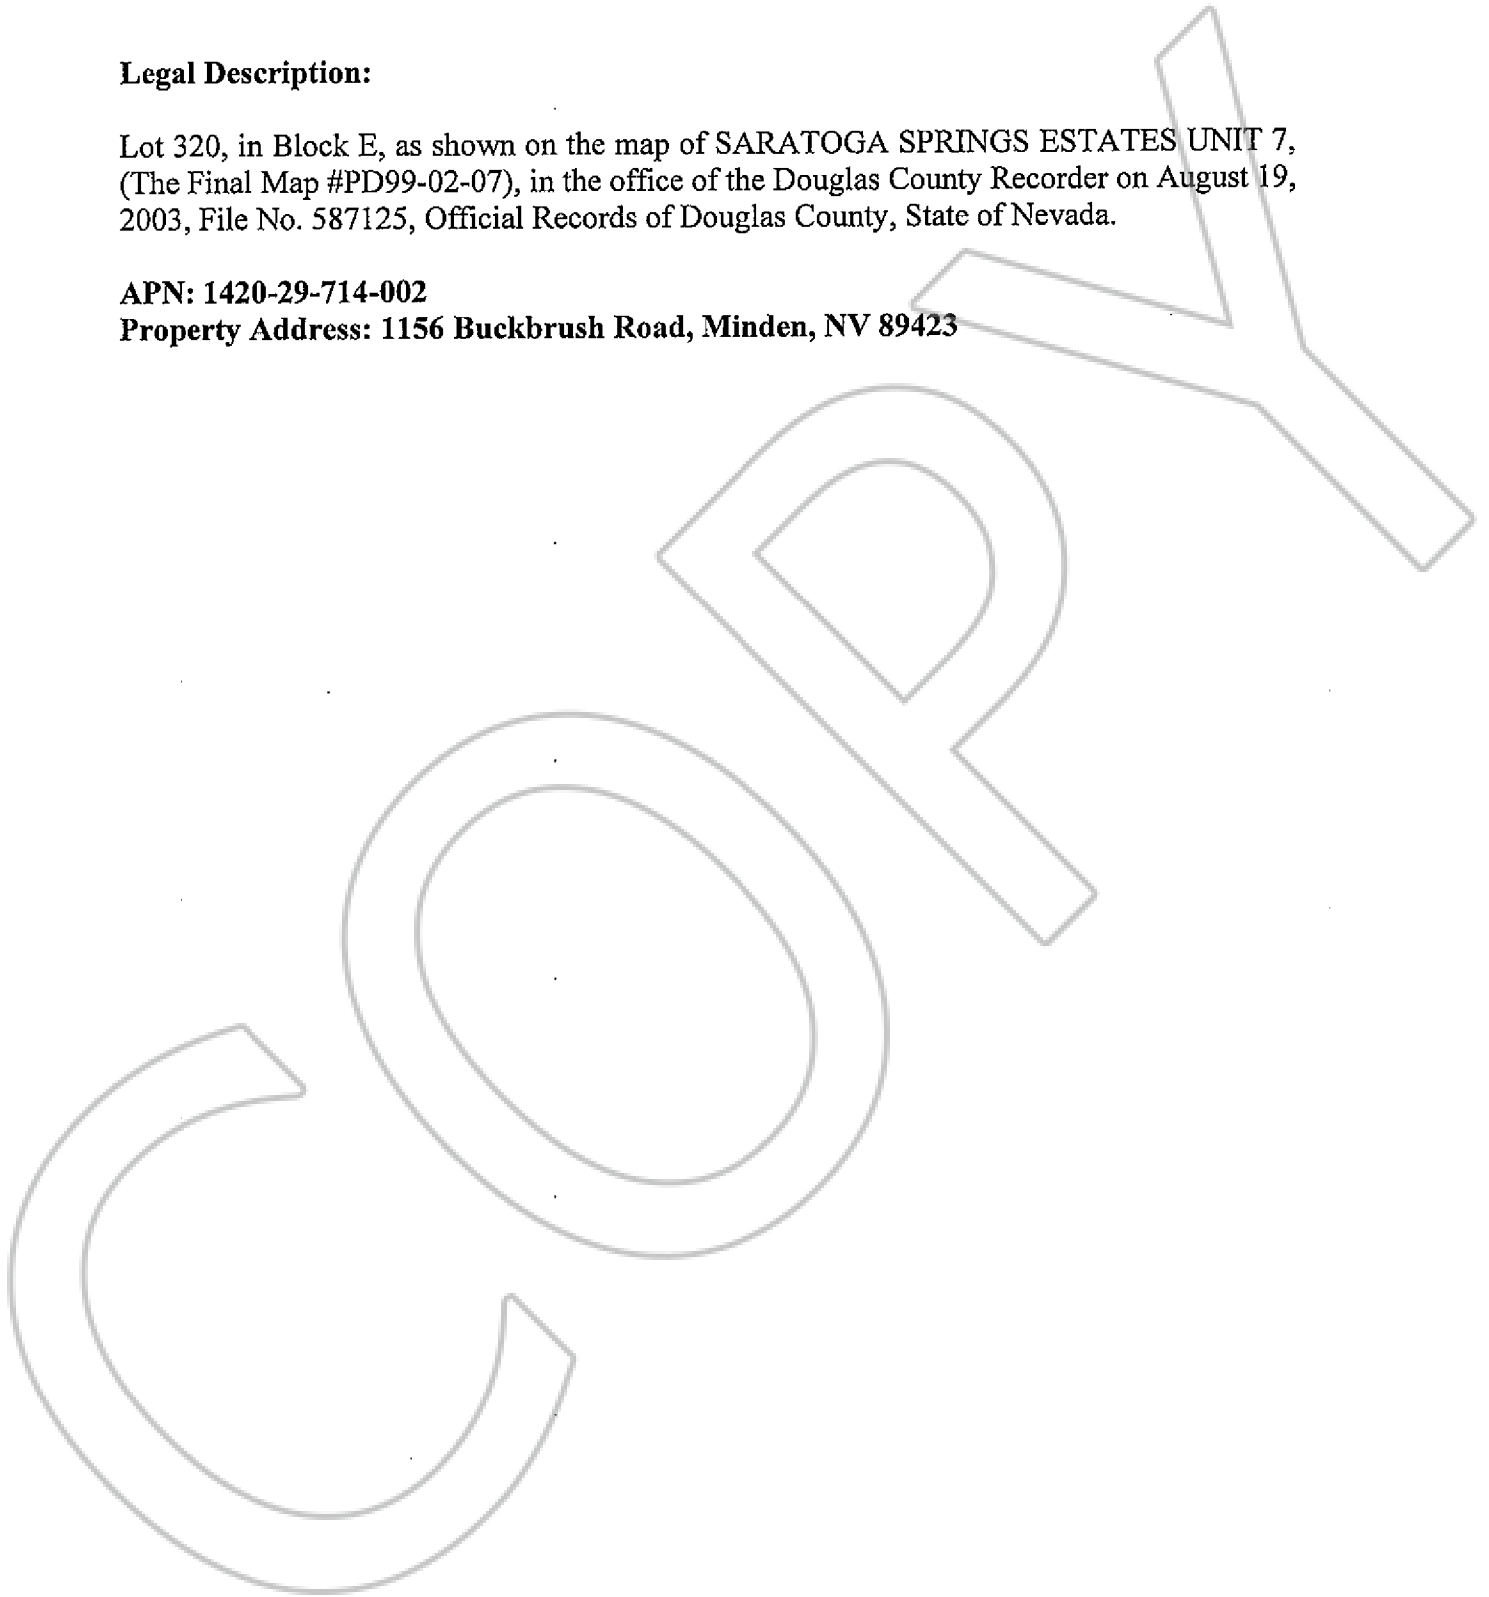 Legal Description:
Lot 320, in Block E, as shown on the map of SARATOGA SPRINGS ESTATES UNIT 7,
(The Final Map #PD99-02-07), in the office of the Douglas County Recorder on August 19,
2003, File No. 587125, Official Records of Douglas County, State of Nevada.
APN: 1420-29-714-002
Property Address: 1156 Buckbrush Road, Minden, NV 89423
COPY